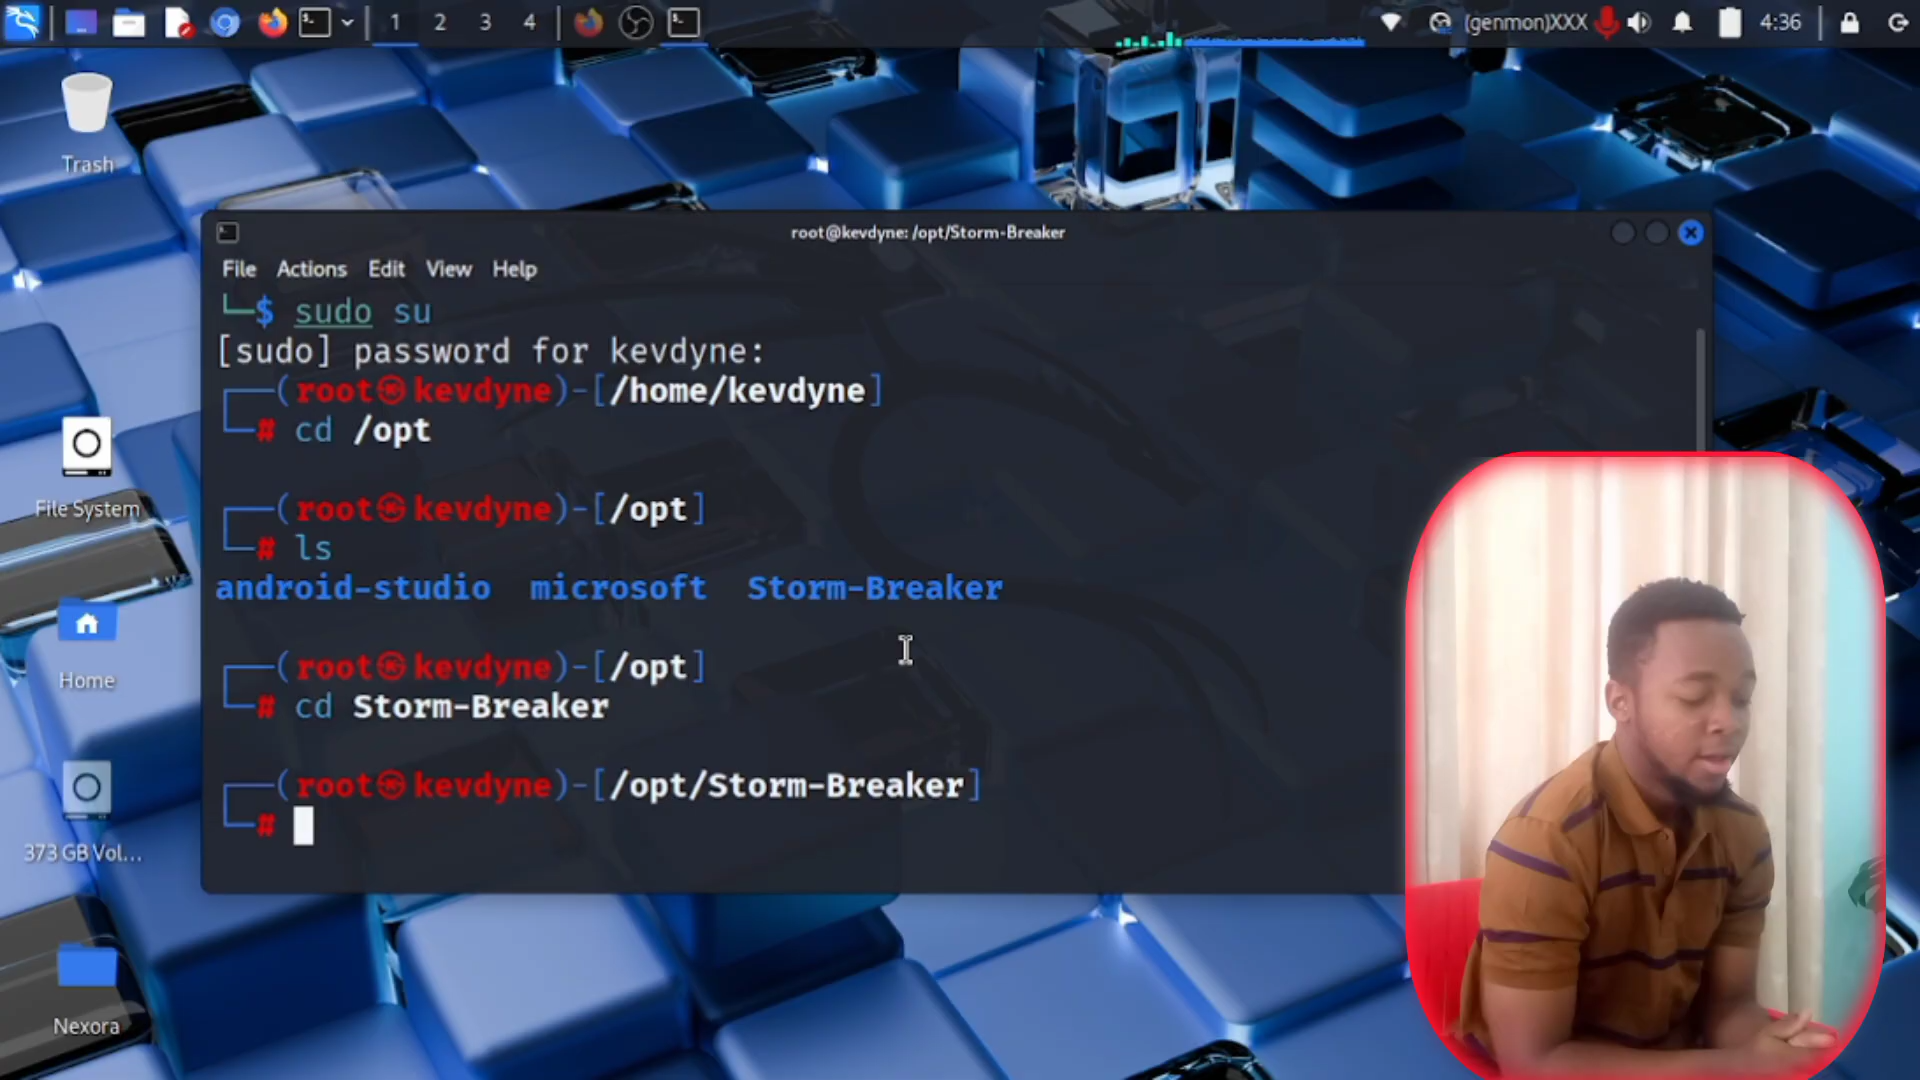 1 2 3 4
(genmon)XXX
4:36
Trash
File System
Home
373 GB Vol...
Nexora
root@kevdyne: /opt/Storm-Breaker
File Actions Edit View Help
└─$ sudo su
[sudo] password for kevdyne:
┌──(root㉿kevdyne)-[/home/kevdyne]
└─# cd /opt
┌──(root㉿kevdyne)-[/opt]
└─# ls
android-studio microsoft Storm-Breaker
┌──(root㉿kevdyne)-[/opt]
└─# cd Storm-Breaker
┌──(root㉿kevdyne)-[/opt/Storm-Breaker]
└─#